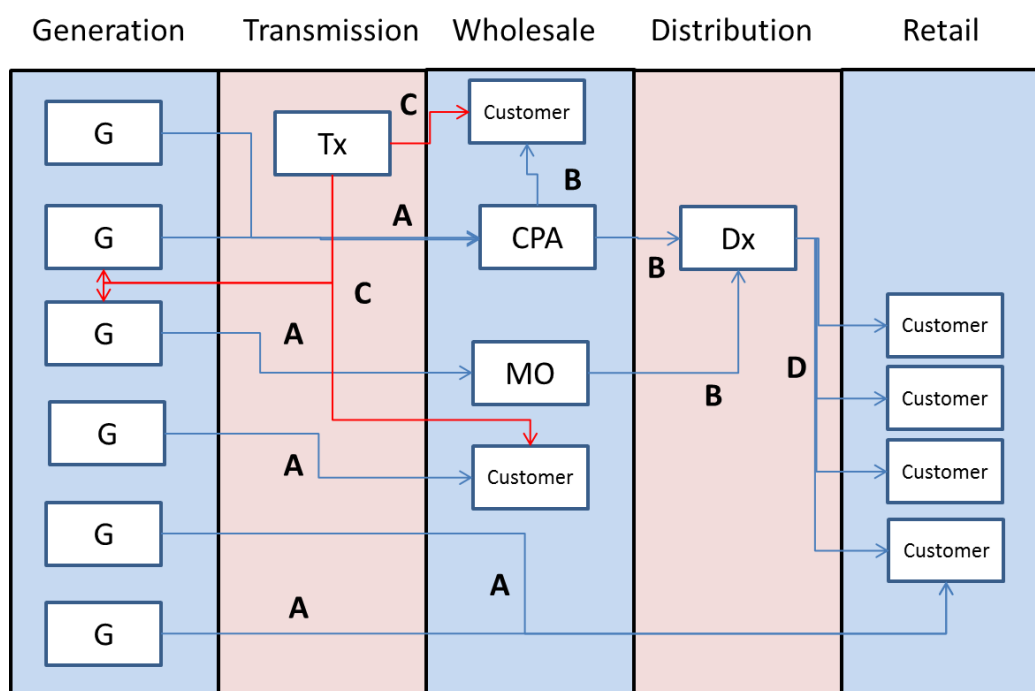 Generation Transmission Wholesale Distribution Retail
G
Tx
C
Customer
B
G
A
CPA
B
Dx
C
G
A
MO
B
D
Customer
Customer
G
A
Customer
Customer
G
A
Customer
G
A